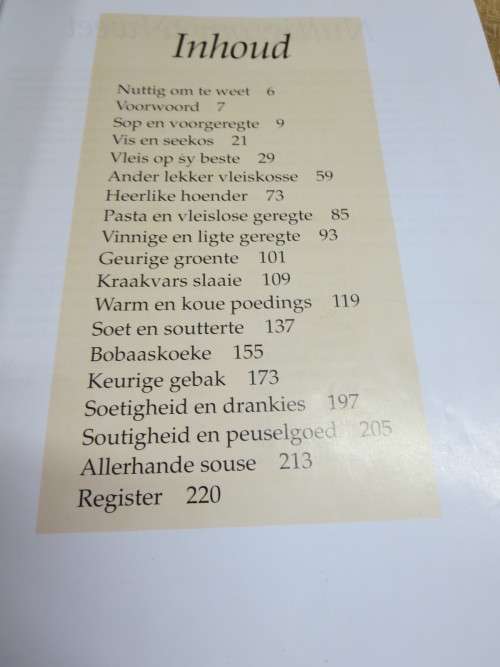 Inhoud
Nuttig om te weet 6
Voorwoord 7
Sop en voorgeregte 9
Vis en seekos 21
Vleis op sy beste 29
Ander lekker vleiskosse 59
Heerlike hoender 73
Pasta en vleislose geregte 85
Vinnige en ligte geregte 93
Geurige groente 101
Kraakvars slaaie 109
Warm en koue poedings 119
Soet en soutterte 137
Bobaaskoeke 155
Keurige gebak 173
Soetighede en drankies 197
Soutighede en peuselgoed 205
Allerhande souse 213
Register 220